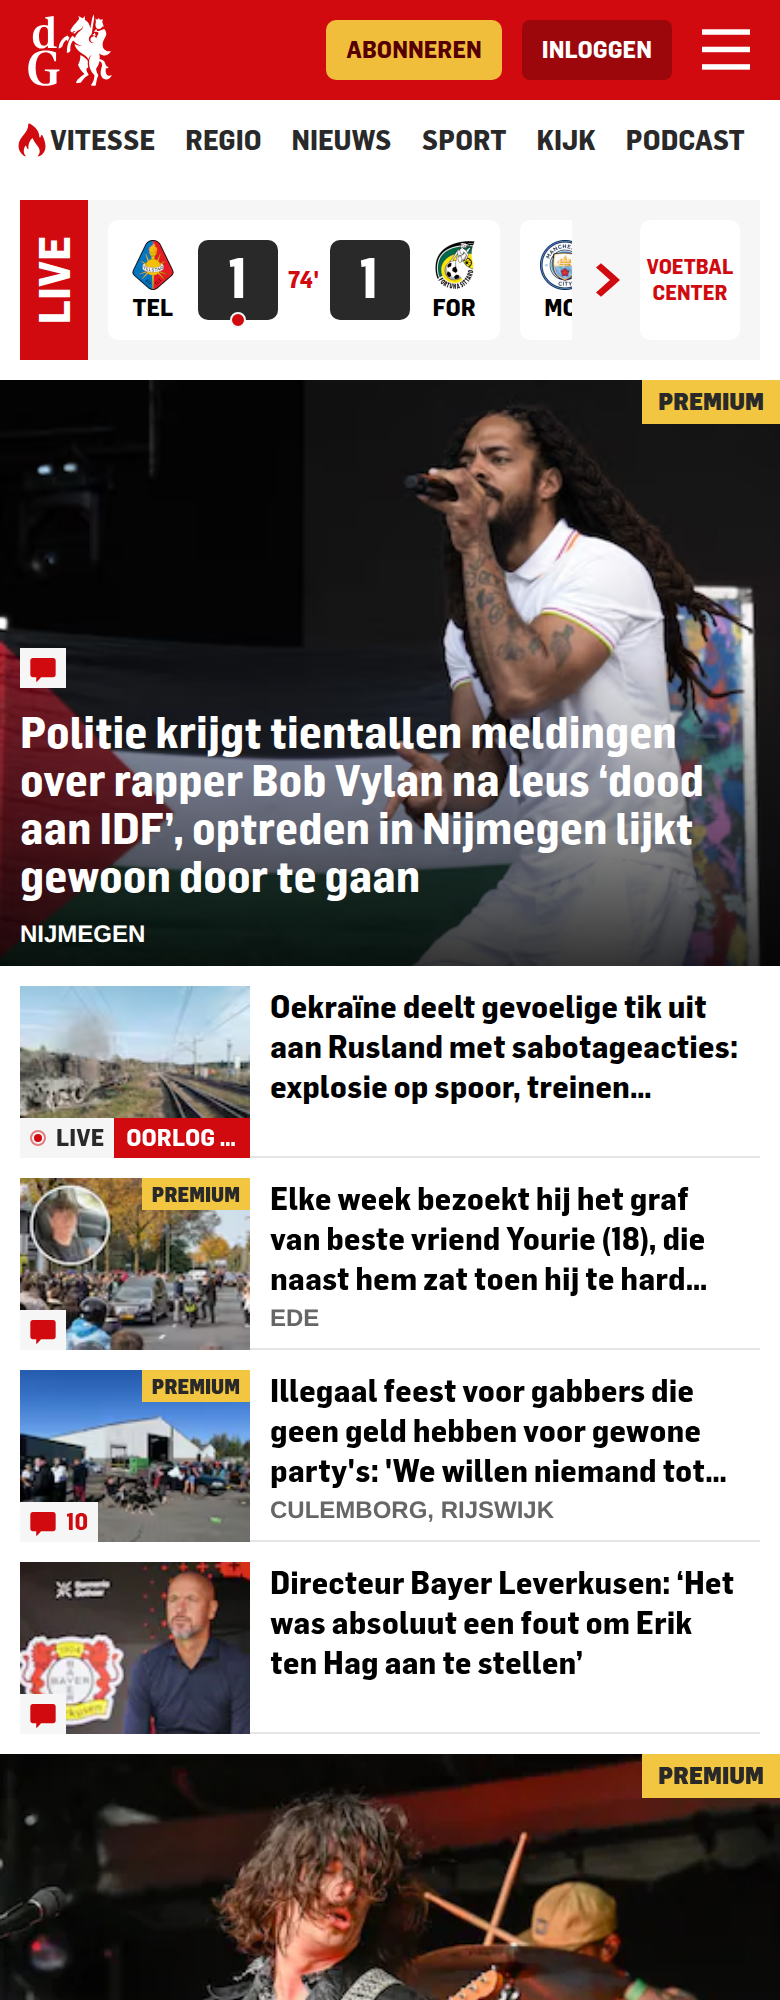 dG
ABONNEREN
INLOGGEN
VITESSE REGIO NIEUWS SPORT KIJK PODCAST
LIVE
TEL
1
74'
1
FOR
MC
VOETBAL
CENTER
PREMIUM
Politie krijgt tientallen meldingen
over rapper Bob Vylan na leus ‘dood
aan IDF’, optreden in Nijmegen lijkt
gewoon door te gaan
NIJMEGEN
LIVE OORLOG ...
Oekraïne deelt gevoelige tik uit
aan Rusland met sabotageacties:
explosie op spoor, treinen...
PREMIUM
Elke week bezoekt hij het graf
van beste vriend Yourie (18), die
naast hem zat toen hij te hard...
EDE
PREMIUM
10
Illegaal feest voor gabbers die
geen geld hebben voor gewone
party's: 'We willen niemand tot...
CULEMBORG, RIJSWIJK
Directeur Bayer Leverkusen: ‘Het
was absoluut een fout om Erik
ten Hag aan te stellen’
PREMIUM